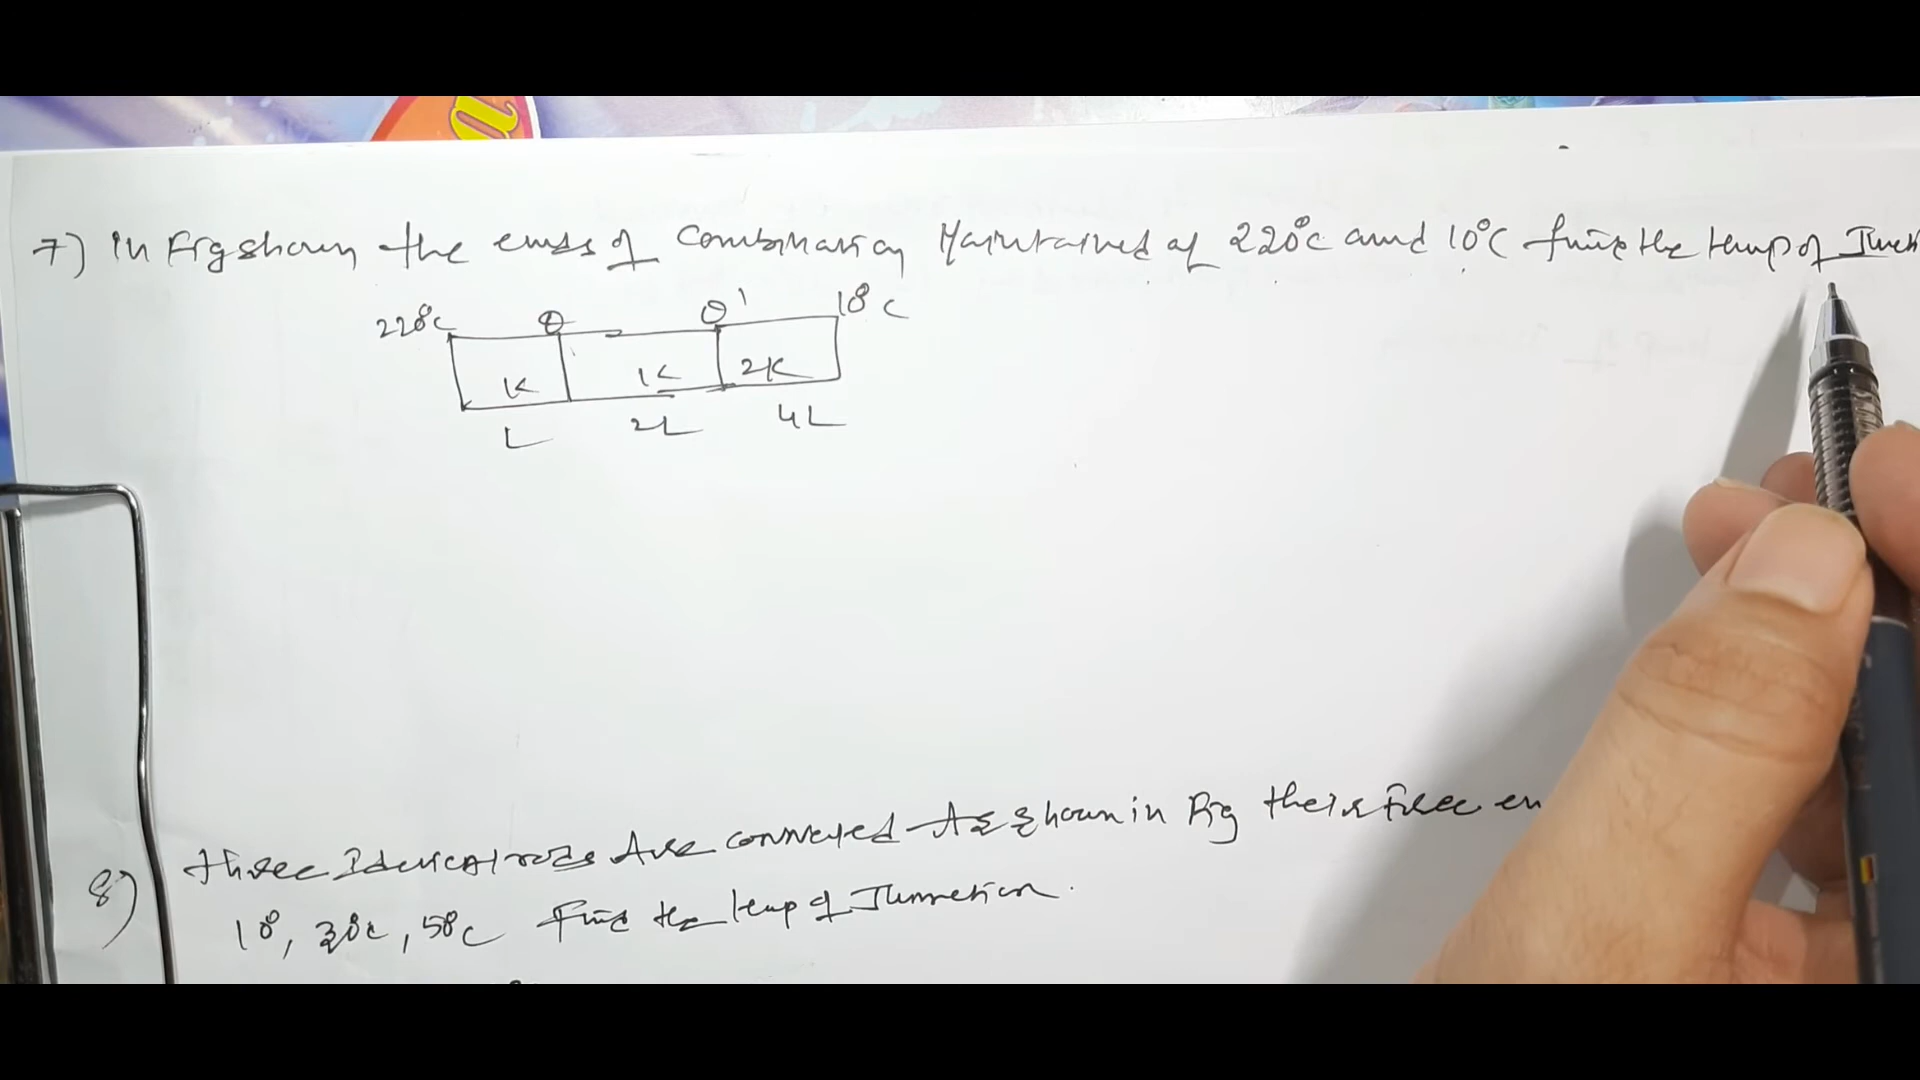 7) in Fig shown the ends of Combination Maintained at 220°C and 10°C find the temp of Junct
220°C θ θ' 10°C
K K 2K
L 2L 4L
8) three Identical rods Are connected As shown in Fig their Free en
10°, 30°C, 50°C Find the temp of Junction.